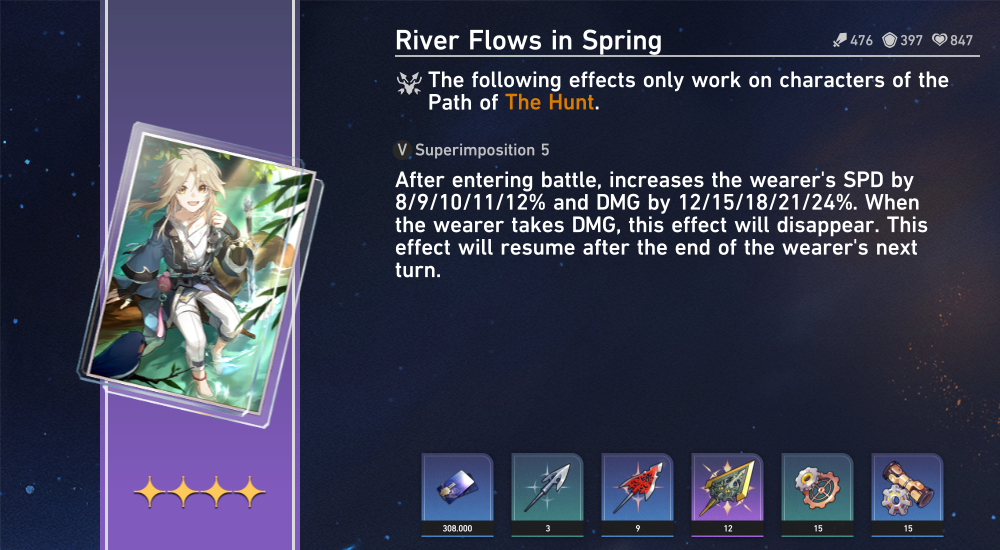 River Flows in Spring
476 397 847
The following effects only work on characters of the
Path of The Hunt.
V Superimposition 5
After entering battle, increases the wearer's SPD by
8/9/10/11/12% and DMG by 12/15/18/21/24%. When
the wearer takes DMG, this effect will disappear. This
effect will resume after the end of the wearer's next
turn.
308.000 3 9 12 15 15